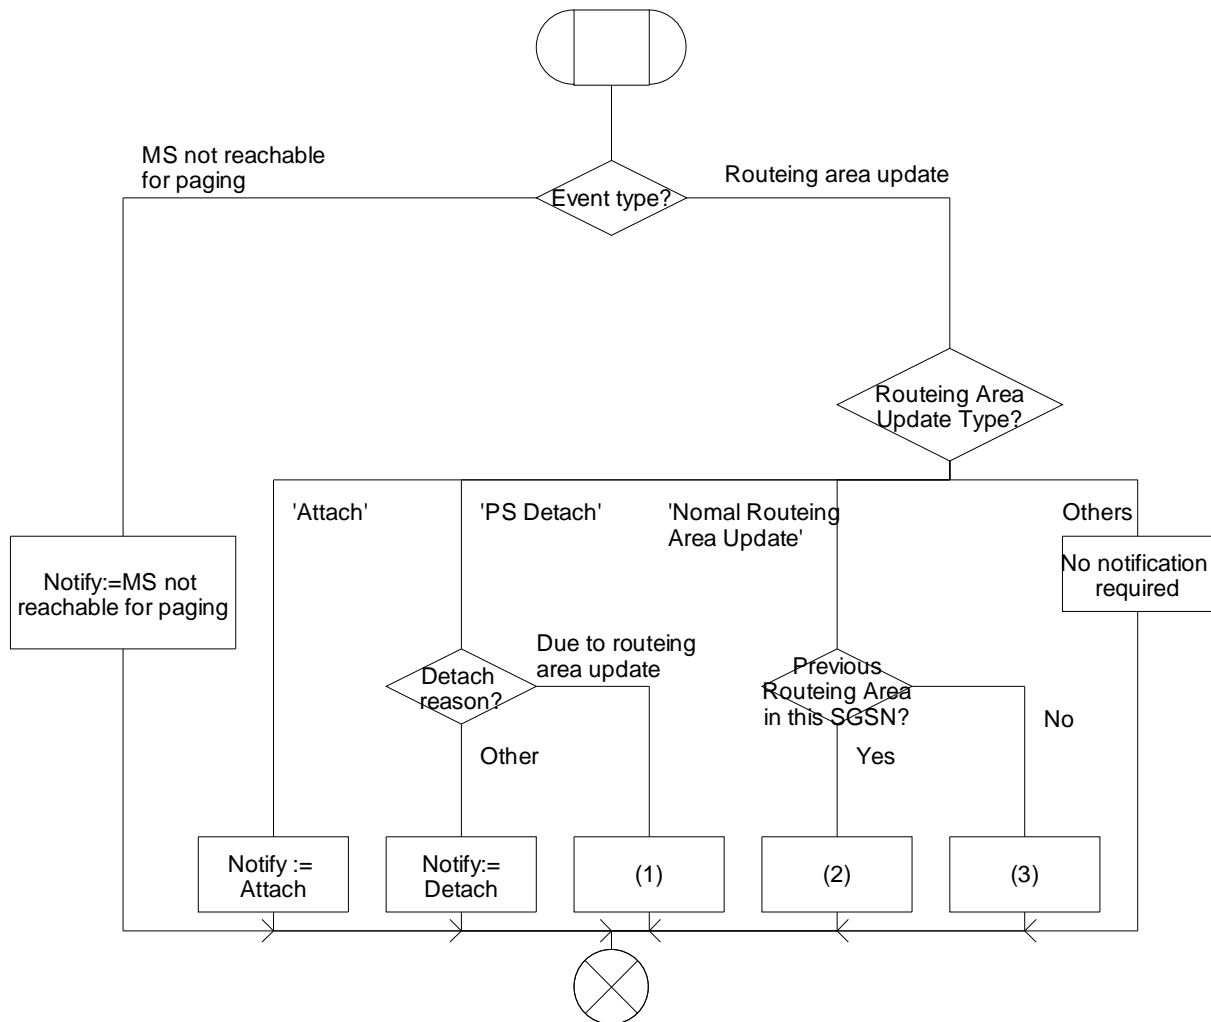 MS not reachable
for paging
Event type?
Routeing area update
Routeing Area
Update Type?
'Attach'
'PS Detach'
'Nomal Routeing
Area Update'
Others
Notify:=MS not
reachable for paging
No notification
required
Due to routeing
area update
Detach
reason?
Previous
Routeing Area
in this SGSN?
No
Other
Yes
Notify :=
Attach
Notify:=
Detach
(1)
(2)
(3)